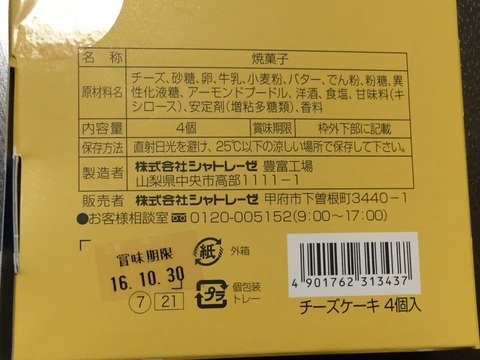 名称 焼菓子
原材料名 チーズ、砂糖、卵、牛乳、小麦粉、バター、でん粉、粉糖、異
性化液糖、アーモンドプードル、洋酒、食塩、甘味料(キ
シロース)、安定剤(増粘多糖類)、香料
内容量 4個 賞味期限 枠外下部に記載
保存方法 直射日光を避け、25℃以下の涼しい場所で保存して下さい。
製造者 株式会社シャトレーゼ 豊富工場
山梨県中央市高部1111-1
販売者 株式会社シャトレーゼ 甲府市下曽根町3440-1
●お客様相談室 0120-005152(9:00〜17:00)
賞味期限
16.10.30
7 21
紙 外箱
プラ 個包装
トレー
4901762313437
チーズケーキ 4個入